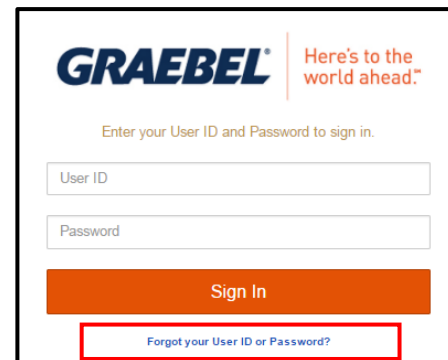 GRAEBEL®
Here's to the
world ahead.℠
Enter your User ID and Password to sign in.
User ID
Password
Sign In
Forgot your User ID or Password?